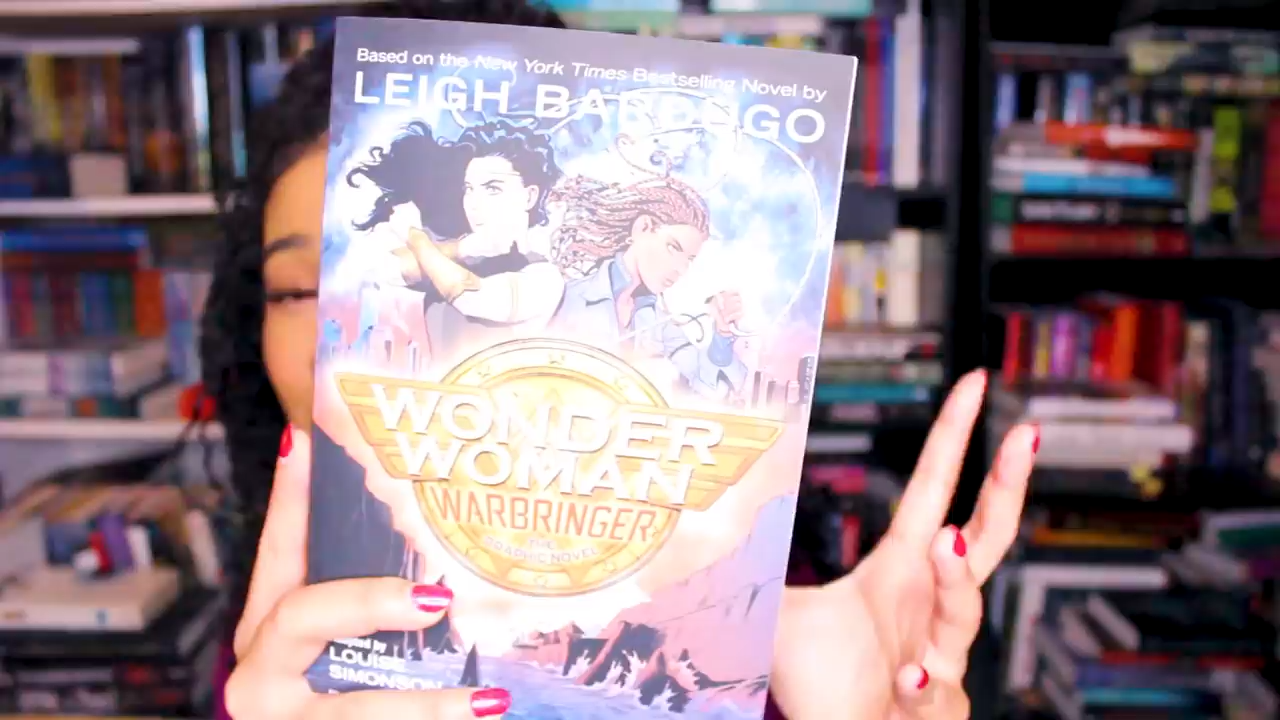 Based on the New York Times Bestselling Novel by
LEIGH BARDUGO
WONDER
WOMAN
WARBRINGER
THE
GRAPHIC NOVEL
LOUISE
SIMONSON